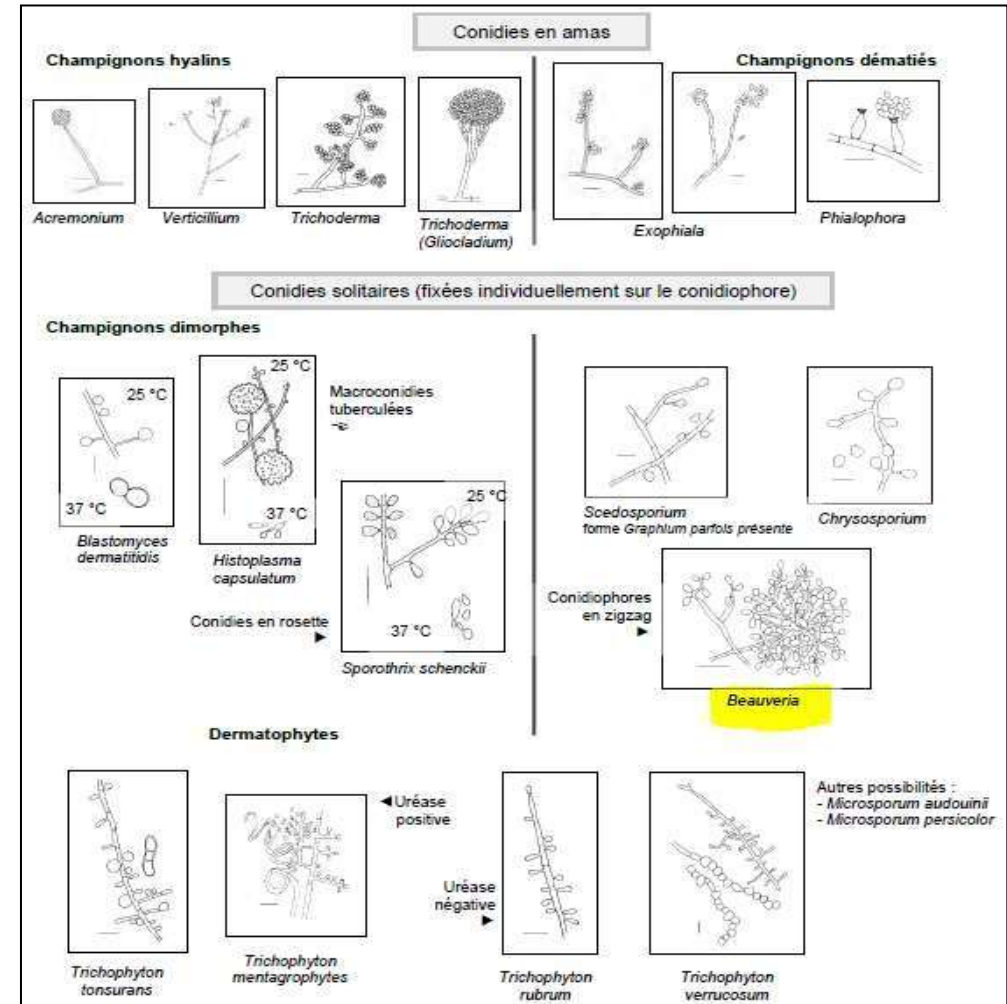 Conidies en amas
Champignons hyalins
Champignons dématiés
Acremonium
Verticillium
Trichoderma
Trichoderma
(Gliocladium)
Exophiala
Phialophora
Conidies solitaires (fixées individuellement sur le conidiophore)
Champignons dimorphes
25 °C
37 °C
Blastomyces
dermatitidis
25 °C
37 °C
Histoplasma
capsulatum
Macroconidies
tuberculées
25 °C
37 °C
Conidies en rosette
Sporothrix schenckii
Scedosporium
forme Graphium parfois présente
Chrysosporium
Conidiophores
en zigzag
Beauveria
Dermatophytes
Trichophyton
tonsurans
Uréase
positive
Trichophyton
mentagrophytes
Uréase
négative
Trichophyton
rubrum
Trichophyton
verrucosum
Autres possibilités :
- Microsporum audouinii
- Microsporum persicolor